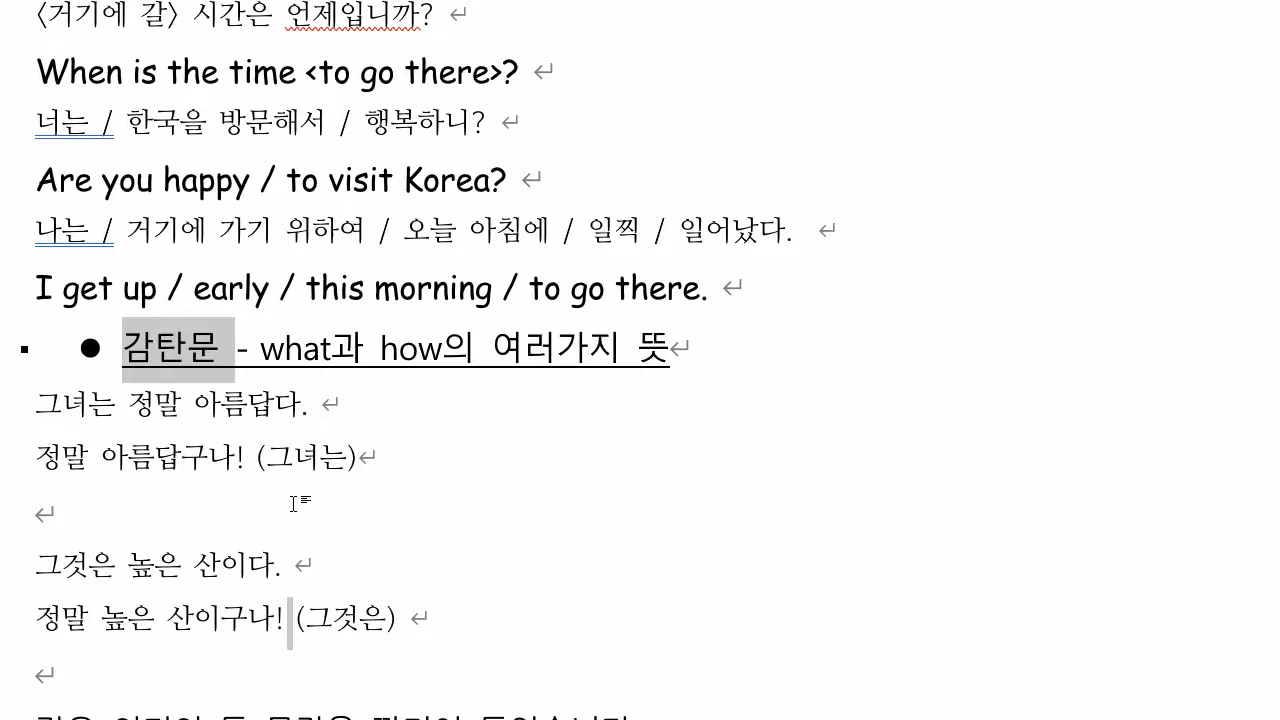 <거기에 갈> 시간은 언제입니까?
When is the time <to go there>?
너는 / 한국을 방문해서 / 행복하니?
Are you happy / to visit Korea?
나는 / 거기에 가기 위하여 / 오늘 아침에 / 일찍 / 일어났다.
I get up / early / this morning / to go there.
● 감탄문 - what과 how의 여러가지 뜻
그녀는 정말 아름답다.
정말 아름답구나! (그녀는)
그것은 높은 산이다.
정말 높은 산이구나! (그것은)